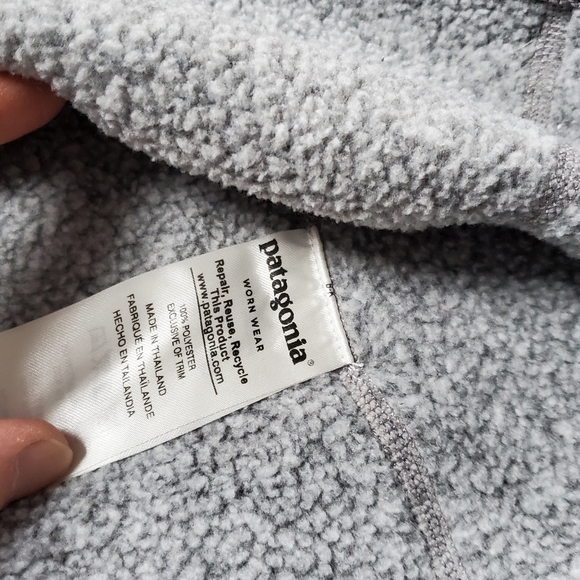 patagonia®
WORN WEAR
Repair, Reuse, Recycle
This Product
www.patagonia.com
100% POLYESTER
EXCLUSIVE OF TRIM
MADE IN THAILAND
FABRIQUÉ EN THAÏLANDE
HECHO EN TAILANDIA